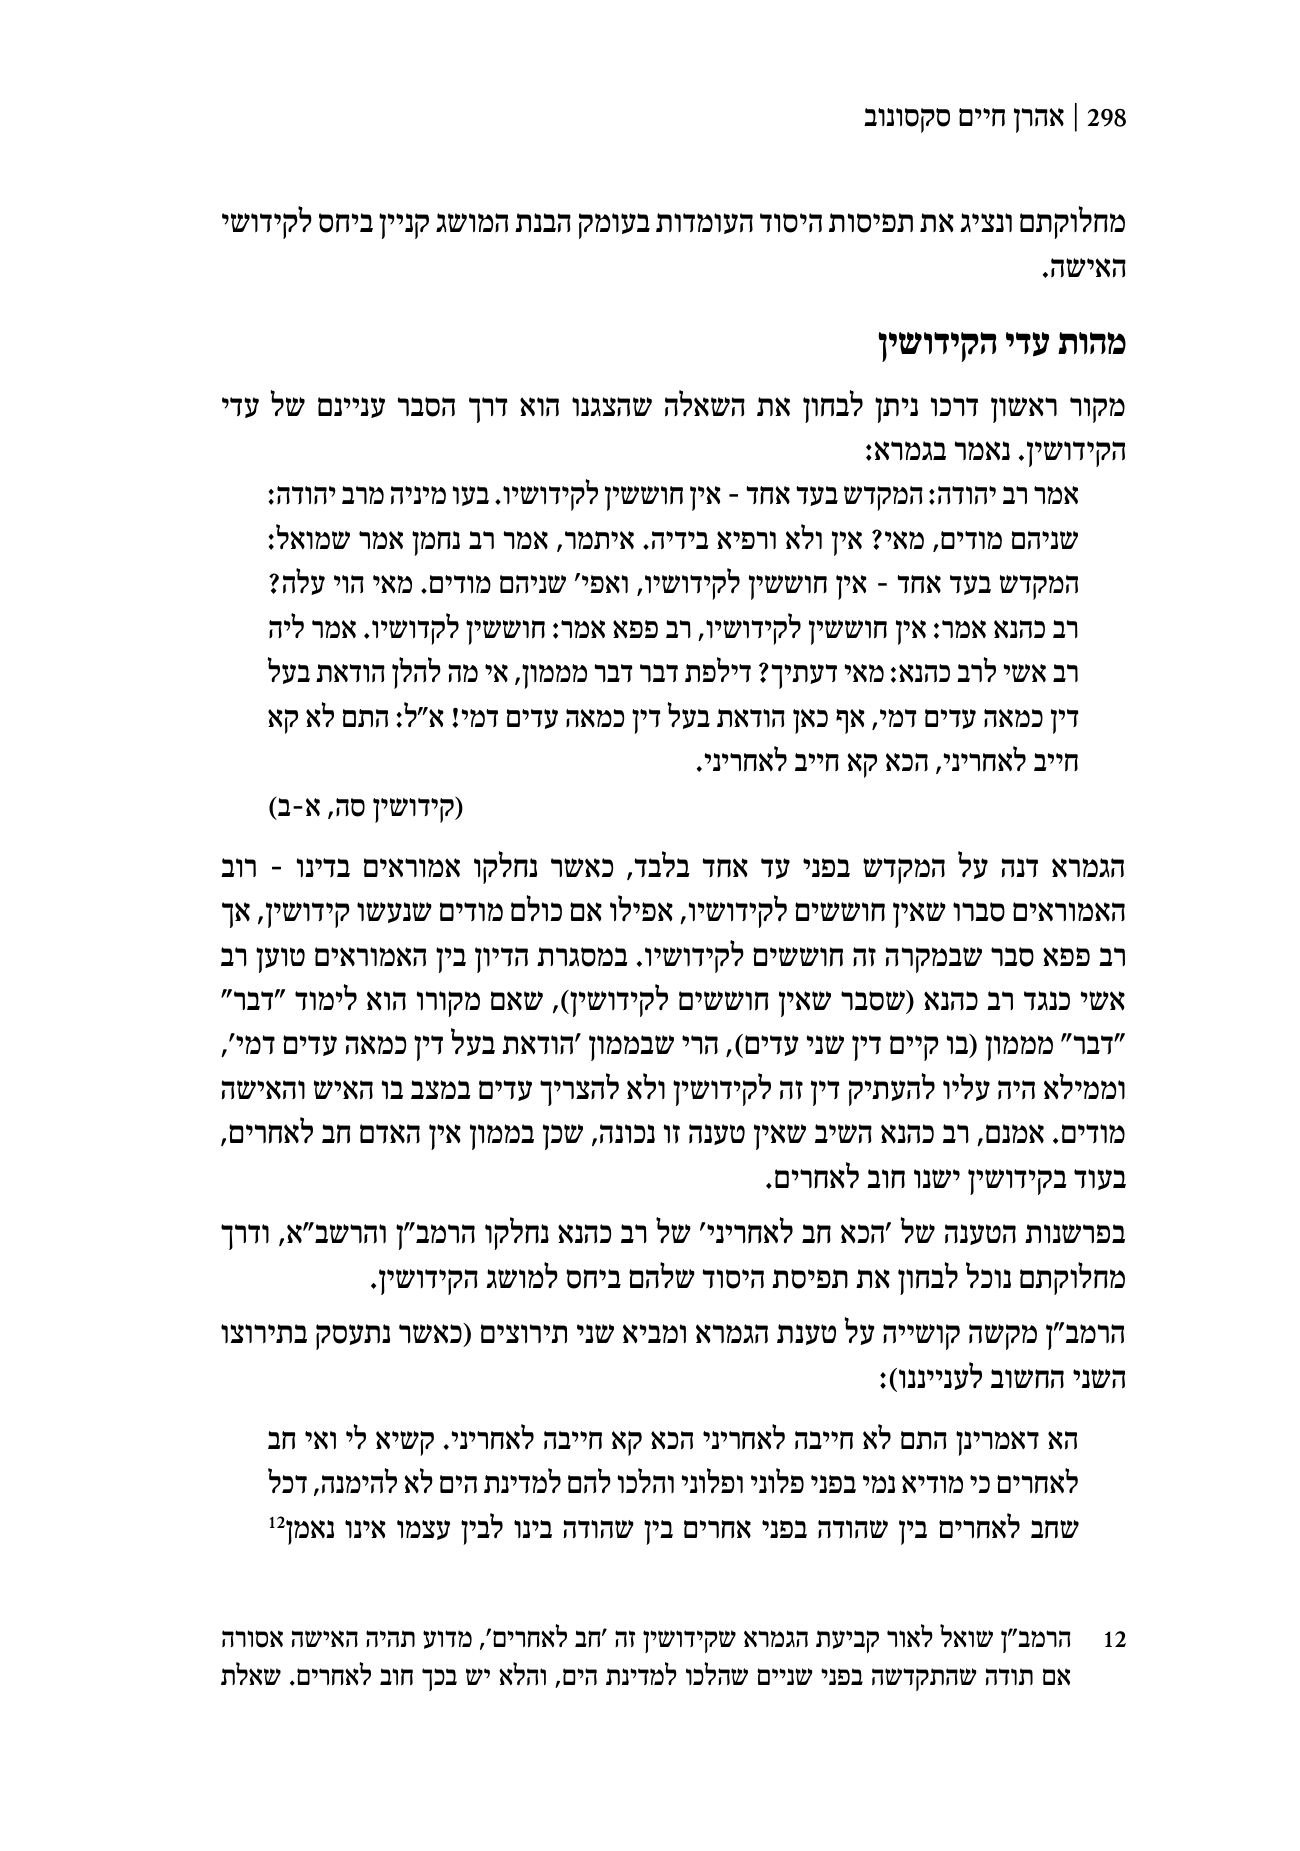 298 | אהרן חיים סקסונוב
מחלוקתם ונציג את תפיסות היסוד העומדות בעומק הבנת המושג קניין ביחס לקידושי
האישה.
מהות עדי הקידושין
מקור ראשון דרכו ניתן לבחון את השאלה שהצגנו הוא דרך הסבר עניינם של עדי
הקידושין. נאמר בגמרא:
אמר רב יהודה: המקדש בעד אחד - אין חוששין לקידושיו. בעו מיניה מרב יהודה:
שניהם מודים, מאי? אין ולא ורפיא בידיה. איתמר, אמר רב נחמן אמר שמואל:
המקדש בעד אחד - אין חוששין לקידושיו, ואפי' שניהם מודים. מאי הוי עלה?
רב כהנא אמר: אין חוששין לקידושיו, רב פפא אמר: חוששין לקדושיו. אמר ליה
רב אשי לרב כהנא: מאי דעתיך? דילפת דבר דבר מממון, אי מה להלן הודאת בעל
דין כמאה עדים דמי, אף כאן הודאת בעל דין כמאה עדים דמי! א"ל: התם לא קא
חייב לאחריני, הכא קא חייב לאחריני.
(קידושין סה, א-ב)
הגמרא דנה על המקדש בפני עד אחד בלבד, כאשר נחלקו אמוראים בדינו - רוב
האמוראים סברו שאין חוששים לקידושיו, אפילו אם כולם מודים שנעשו קידושין, אך
רב פפא סבר שבמקרה זה חוששים לקידושיו. במסגרת הדיון בין האמוראים טוען רב
אשי כנגד רב כהנא (שסבר שאין חוששים לקידושין), שאם מקורו הוא לימוד "דבר"
"דבר" מממון (בו קיים דין שני עדים), הרי שבממון 'הודאת בעל דין כמאה עדים דמי',
וממילא היה עליו להעתיק דין זה לקידושין ולא להצריך עדים במצב בו האיש והאישה
מודים. אמנם, רב כהנא השיב שאין טענה זו נכונה, שכן בממון אין האדם חב לאחרים,
בעוד בקידושין ישנו חוב לאחרים.
בפרשנות הטענה של 'הכא חב לאחריני' של רב כהנא נחלקו הרמב"ן והרשב"א, ודרך
מחלוקתם נוכל לבחון את תפיסת היסוד שלהם ביחס למושג הקידושין.
הרמב"ן מקשה קושייה על טענת הגמרא ומביא שני תירוצים (כאשר נתעסק בתירוצו
השני החשוב לענייננו):
הא דאמרינן התם לא חייבה לאחריני הכא קא חייבה לאחריני. קשיא לי ואי חב
לאחרים כי מודיא נמי בפני פלוני ופלוני והלכו להם למדינת הים לא להימנה, דכל
שחב לאחרים בין שהודה בפני אחרים בין שהודה בינו לבין עצמו אינו נאמן12
12 הרמב"ן שואל לאור קביעת הגמרא שקידושין זה 'חב לאחרים', מדוע תהיה האישה אסורה
אם תודה שהתקדשה בפני שניים שהלכו למדינת הים, והלא יש בכך חוב לאחרים. שאלת